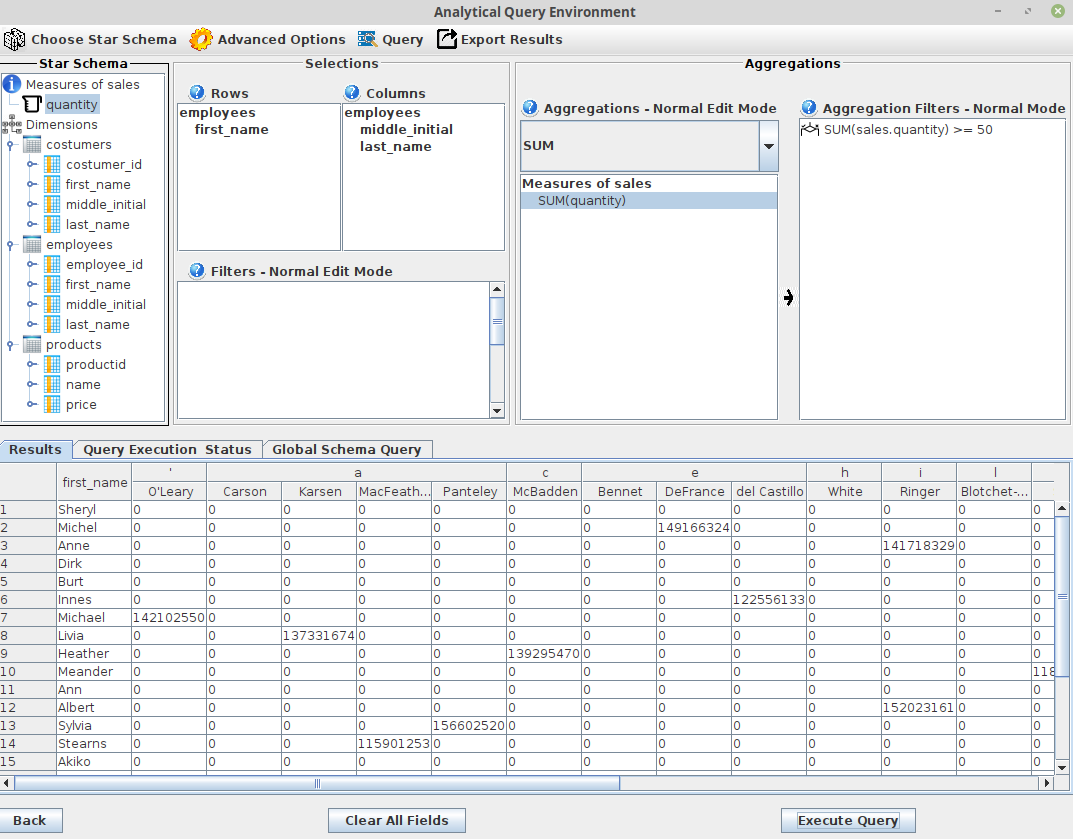 Analytical Query Environment
Choose Star Schema Advanced Options Query Export Results
Star Schema
Measures of sales
quantity
Dimensions
costumers
costumer_id
first_name
middle_initial
last_name
employees
employee_id
first_name
middle_initial
last_name
products
productid
name
price
Selections
Rows
employees
first_name
Columns
employees
middle_initial
last_name
Filters - Normal Edit Mode
Aggregations
Aggregations - Normal Edit Mode
SUM
Measures of sales
SUM(quantity)
Aggregation Filters - Normal Mode
SUM(sales.quantity) >= 50
Results Query Execution Status Global Schema Query
first_name ' a c e h i l
O'Leary Carson Karsen MacFeath... Panteley McBadden Bennet DeFrance del Castillo White Ringer Blotchet-...
1 Sheryl 0 0 0 0 0 0 0 0 0 0 0 0 0
2 Michel 0 0 0 0 0 0 0 149166324 0 0 0 0 0
3 Anne 0 0 0 0 0 0 0 0 0 0 141718329 0 0
4 Dirk 0 0 0 0 0 0 0 0 0 0 0 0 0
5 Burt 0 0 0 0 0 0 0 0 0 0 0 0 0
6 Innes 0 0 0 0 0 0 0 0 122556133 0 0 0 0
7 Michael 142102550 0 0 0 0 0 0 0 0 0 0 0 0
8 Livia 0 0 137331674 0 0 0 0 0 0 0 0 0 0
9 Heather 0 0 0 0 0 139295470 0 0 0 0 0 0 0
10 Meander 0 0 0 0 0 0 0 0 0 0 0 0 118
11 Ann 0 0 0 0 0 0 0 0 0 0 0 0 0
12 Albert 0 0 0 0 0 0 0 0 0 0 152023161 0 0
13 Sylvia 0 0 0 0 156602520 0 0 0 0 0 0 0 0
14 Stearns 0 0 0 115901253 0 0 0 0 0 0 0 0 0
15 Akiko 0 0 0 0 0 0 0 0 0 0 0 0 0
Back Clear All Fields Execute Query